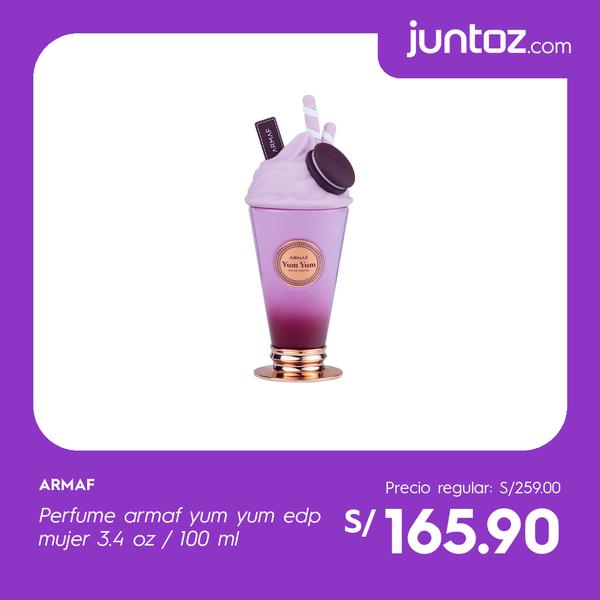 juntoz.com
ARMAF
ARMAF
Yum Yum
ARMAF
Perfume armaf yum yum edp
mujer 3.4 oz / 100 ml
Precio regular: S/259.00
S/165.90